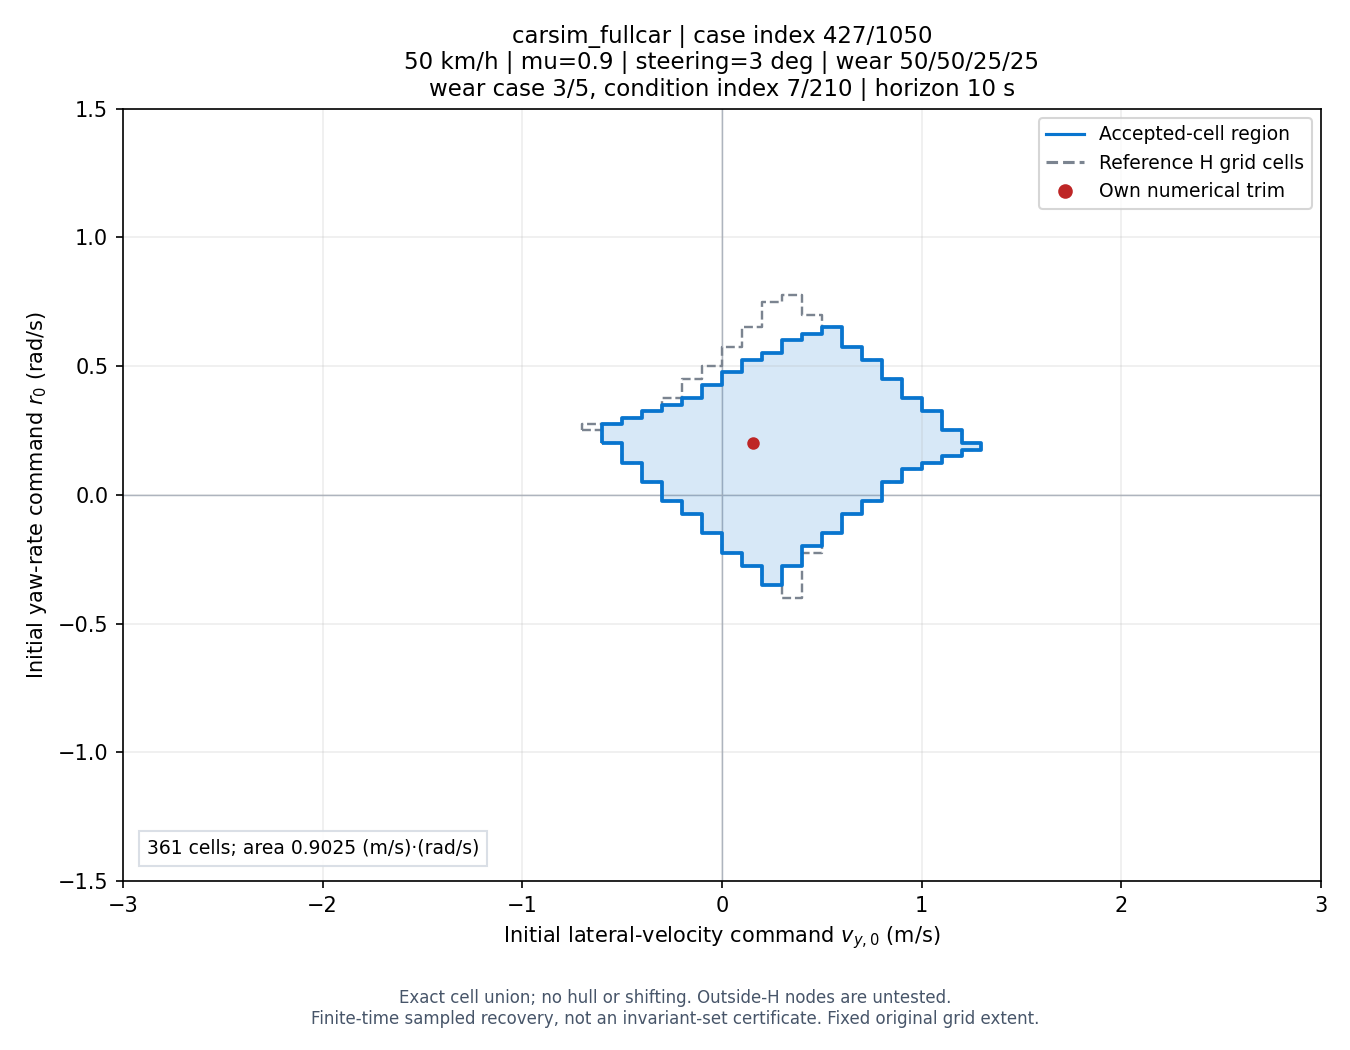 carsim_fullcar | case index 427/1050
50 km/h | mu=0.9 | steering=3 deg | wear 50/50/25/25
wear case 3/5, condition index 7/210 | horizon 10 s
Accepted-cell region
Reference H grid cells
Own numerical trim
1.5
1.0
0.5
0.0
−0.5
−1.0
−1.5
Initial yaw-rate command r₀ (rad/s)
361 cells; area 0.9025 (m/s)·(rad/s)
−3 −2 −1 0 1 2 3
Initial lateral-velocity command v_{y,0} (m/s)
Exact cell union; no hull or shifting. Outside-H nodes are untested.
Finite-time sampled recovery, not an invariant-set certificate. Fixed original grid extent.